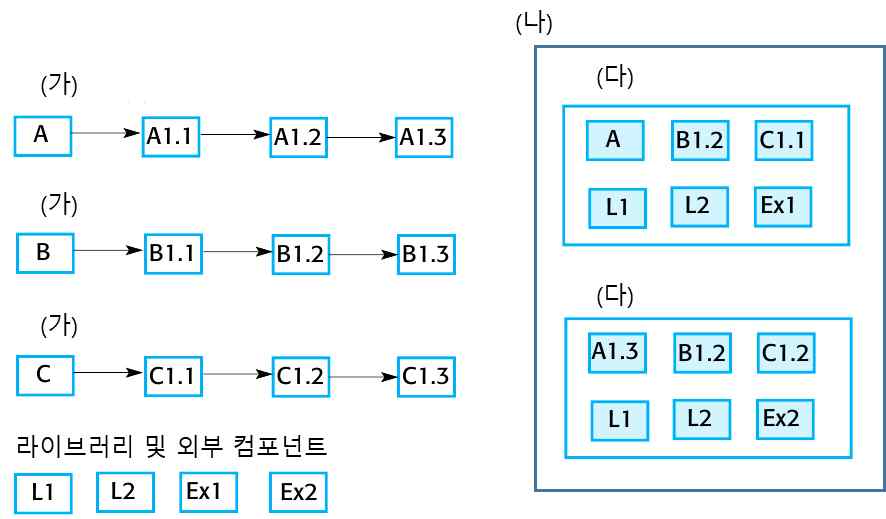 (가)
A A1.1 A1.2 A1.3
(가)
B B1.1 B1.2 B1.3
(가)
C C1.1 C1.2 C1.3
라이브러리 및 외부 컴포넌트
L1 L2 Ex1 Ex2
(나)
(다)
A B1.2 C1.1
L1 L2 Ex1
(다)
A1.3 B1.2 C1.2
L1 L2 Ex2